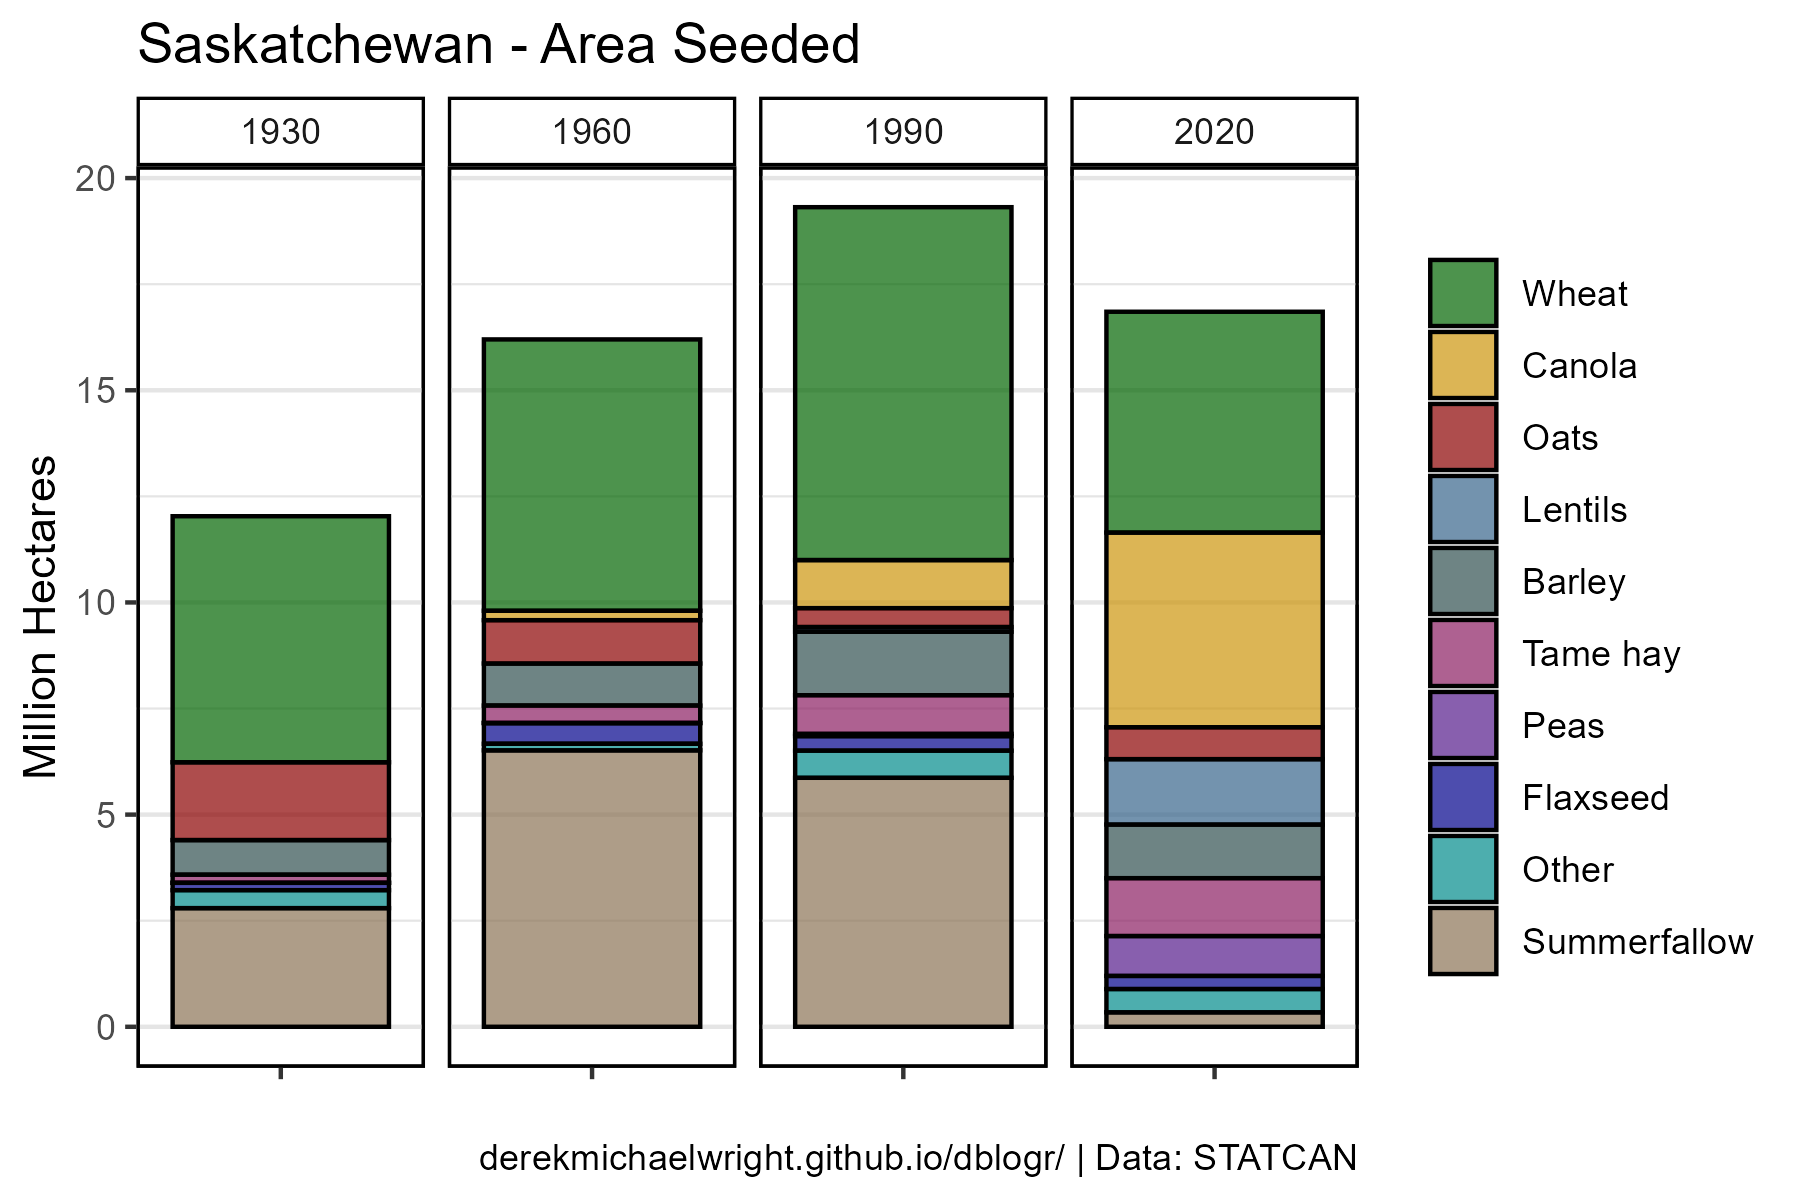 Saskatchewan - Area Seeded
1930 1960 1990 2020
Million Hectares
20
15
10
5
0
Wheat
Canola
Oats
Lentils
Barley
Tame hay
Peas
Flaxseed
Other
Summerfallow
derekmichaelwright.github.io/dblogr/ | Data: STATCAN